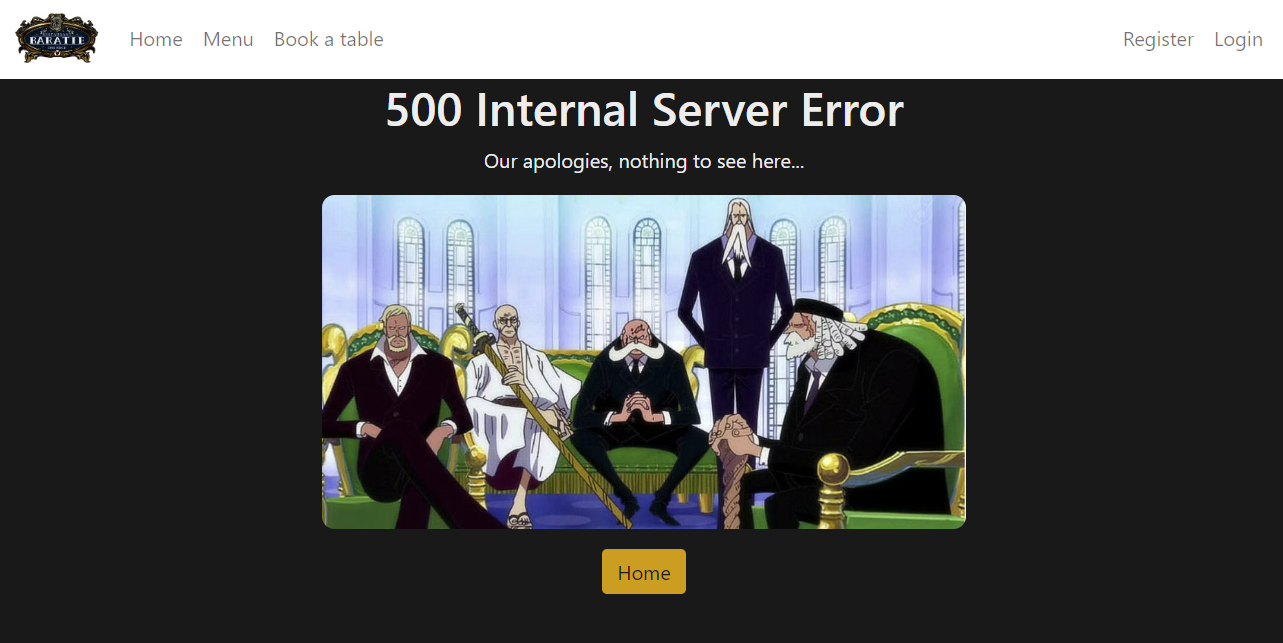 BARATIE
Home Menu Book a table Register Login
500 Internal Server Error
Our apologies, nothing to see here...
Home